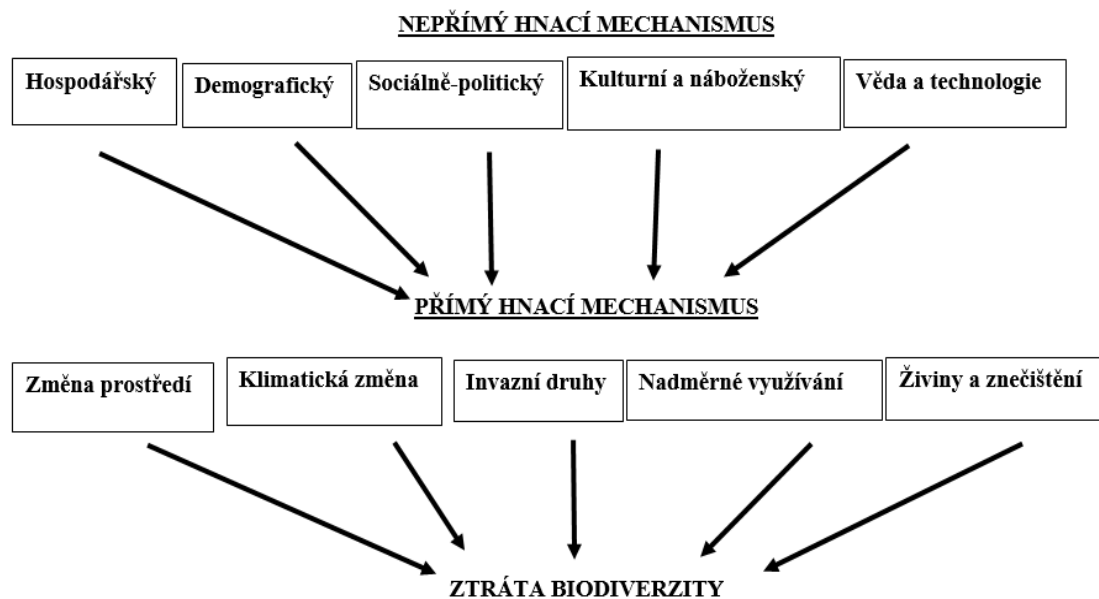 NEPŘÍMÝ HNACÍ MECHANISMUS
Hospodářský
Demografický
Sociálně-politický
Kulturní a náboženský
Věda a technologie
PŘÍMÝ HNACÍ MECHANISMUS
Změna prostředí
Klimatická změna
Invazní druhy
Nadměrné využívání
Živiny a znečištění
ZTRÁTA BIODIVERZITY